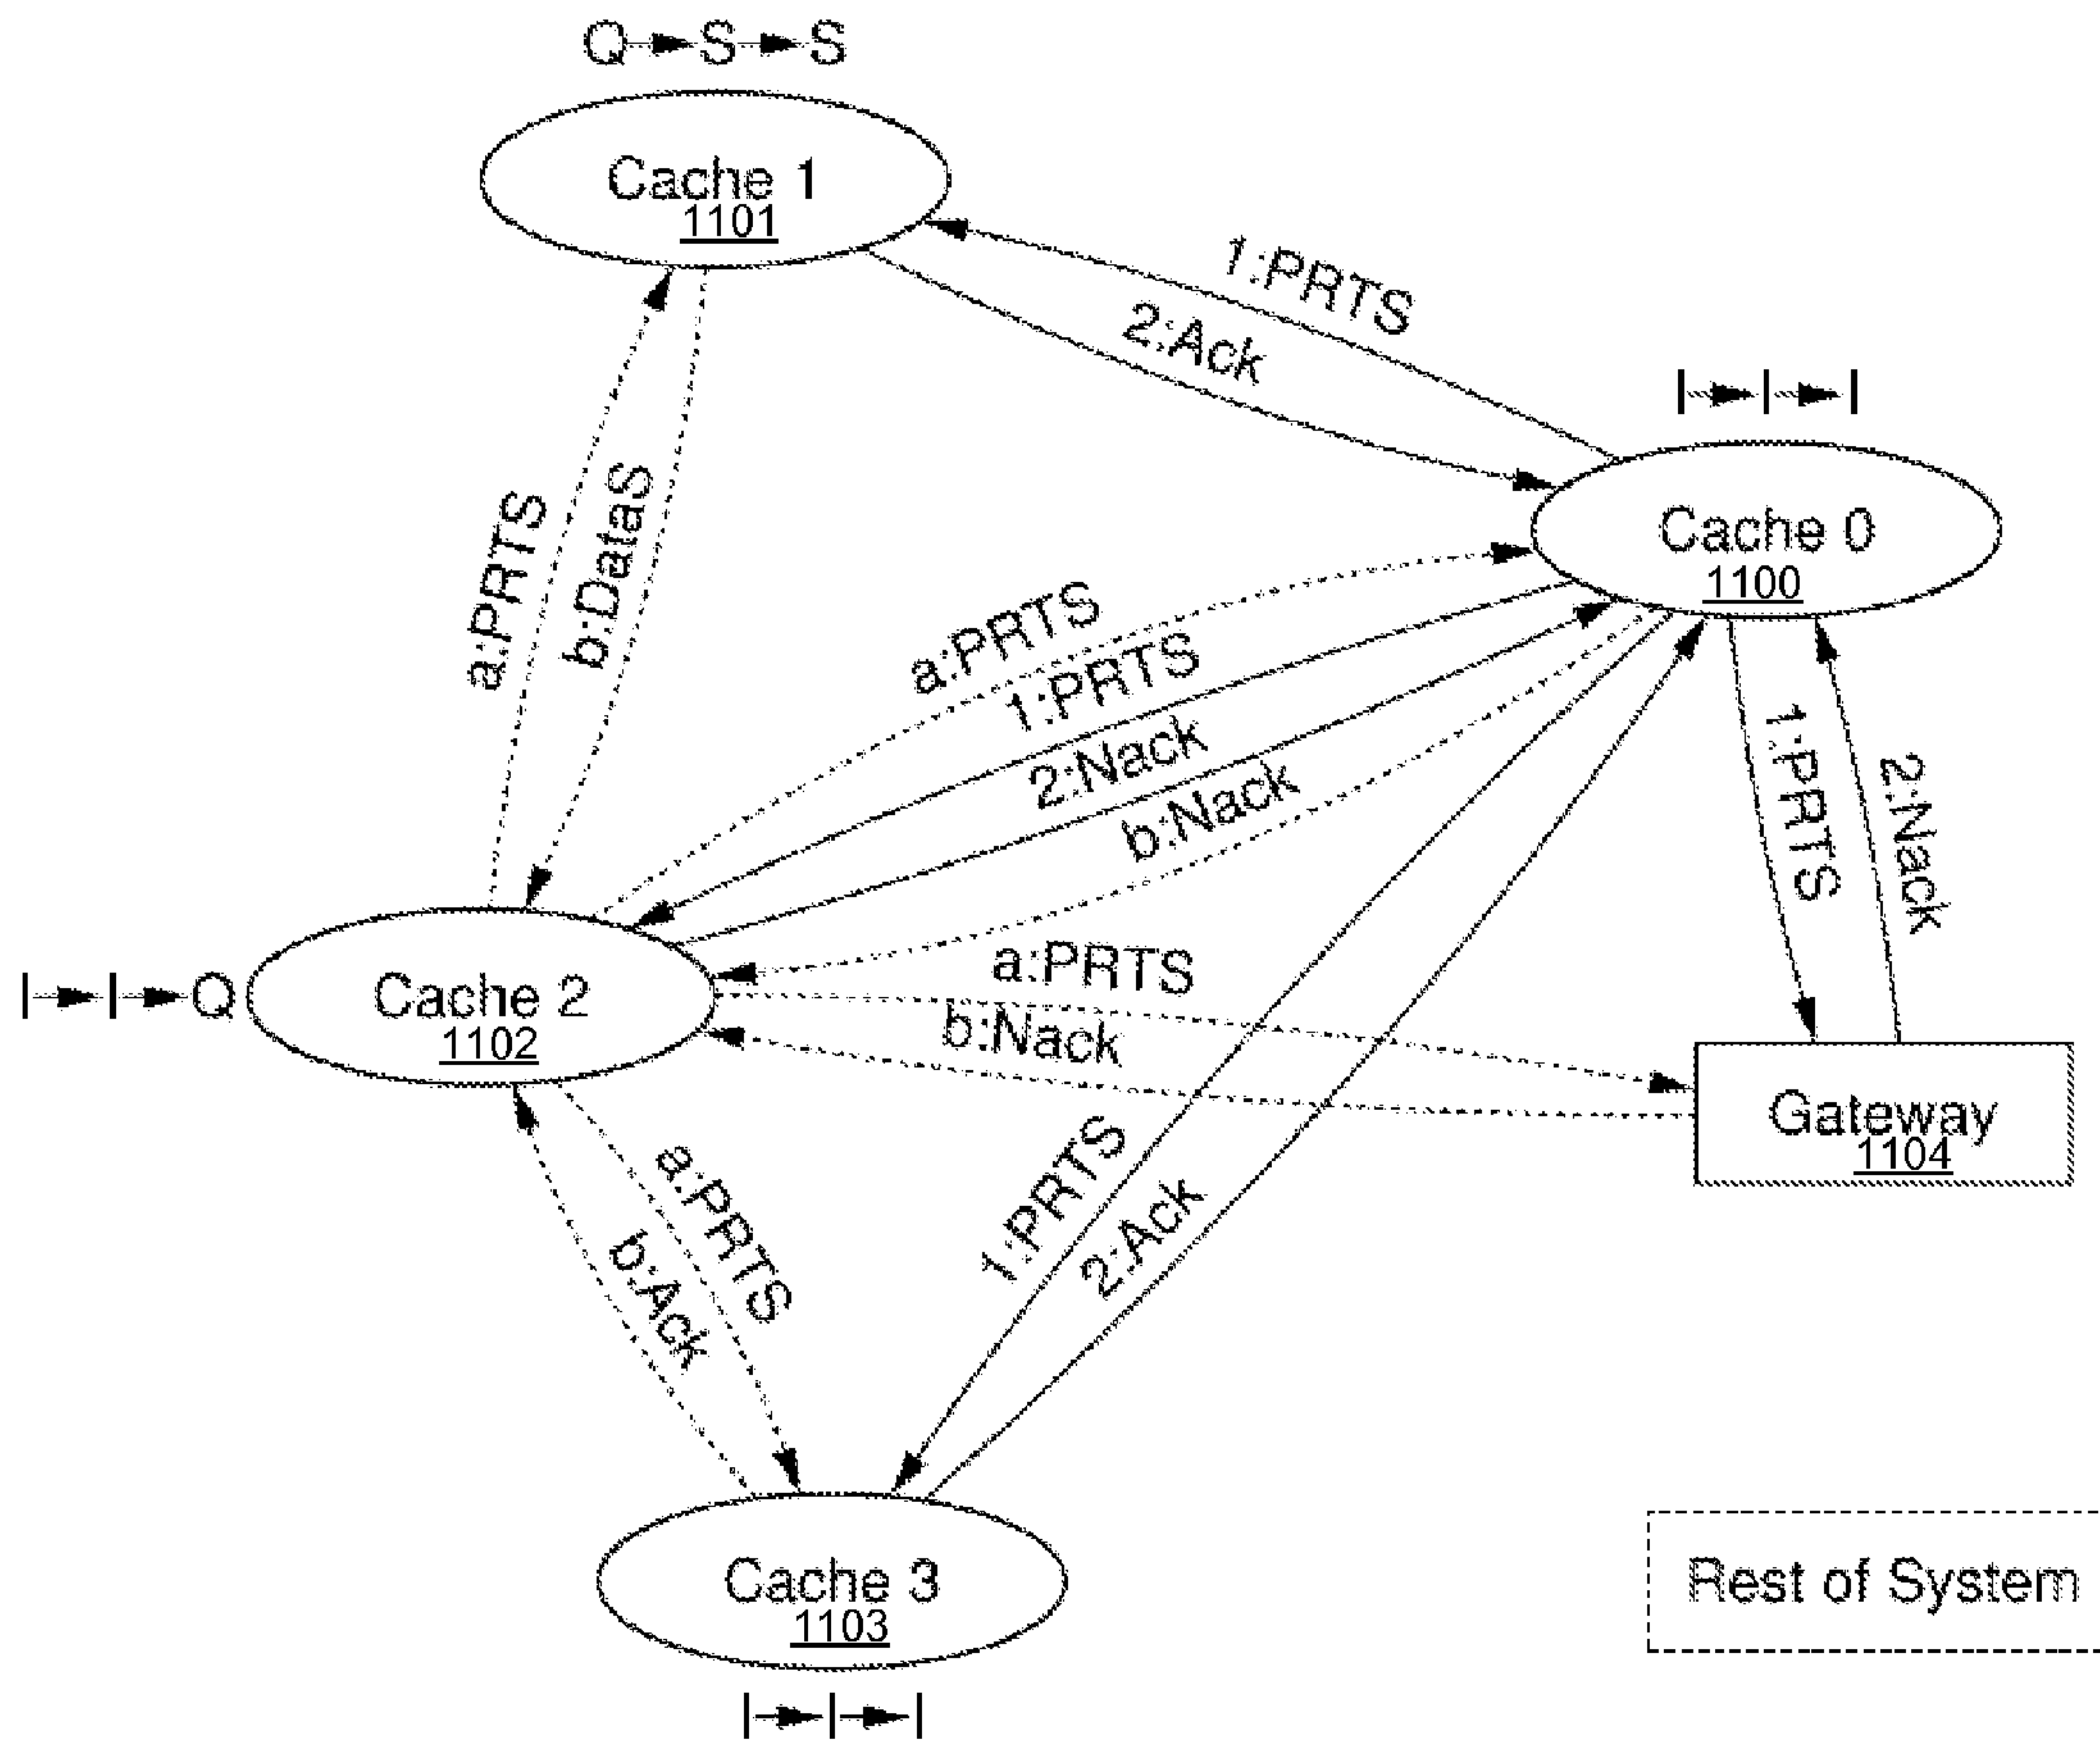 Q→S→S
Cache 1
1101
1:PRTS
2:Ack
I→I→I
Cache 0
1100
a:PRTS
b:DataS
a:PRTS
1:PRTS
2:Nack
b:Nack
1:PRTS
2:Nack
a:PRTS
b:Nack
I→I→Q
Cache 2
1102
Gateway
1104
a:PRTS
b:Ack
1:PRTS
2:Ack
Cache 3
1103
I→I→I
Rest of System